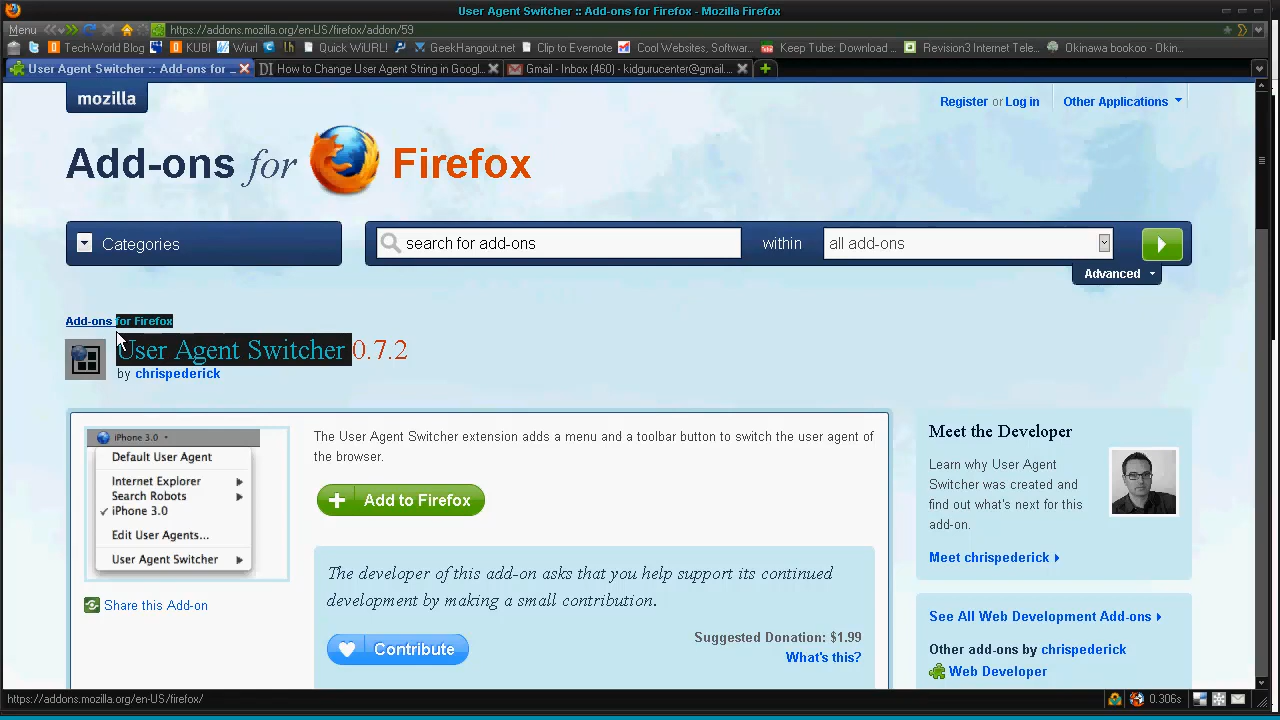 User Agent Switcher :: Add-ons for Firefox - Mozilla Firefox
Menu https://addons.mozilla.org/en-US/firefox/addon/59
Tech-World Blog KUBI Wiurl Quick WiURL! GeekHangout.net Clip to Evernote Cool Websites, Softwar... Keep Tube: Download ... Revision3 Internet Tele... Okinawa bookoo - Okin...
User Agent Switcher :: Add-ons for ... How to Change User Agent String in Googl... Gmail - Inbox (460) - kidgurucenter@gmail....
mozilla
Register or Log in Other Applications
Add-ons for Firefox
Categories
search for add-ons within all add-ons
Advanced
Add-ons for Firefox
User Agent Switcher 0.7.2
by chrispederick
iPhone 3.0
Default User Agent
Internet Explorer
Search Robots
✓ iPhone 3.0
Edit User Agents...
User Agent Switcher
Share this Add-on
The User Agent Switcher extension adds a menu and a toolbar button to switch the user agent of
the browser.
Add to Firefox
The developer of this add-on asks that you help support its continued
development by making a small contribution.
Contribute
Suggested Donation: $1.99
What's this?
Meet the Developer
Learn why User Agent
Switcher was created and
find out what's next for this
add-on.
Meet chrispederick
See All Web Development Add-ons
Other add-ons by chrispederick
Web Developer
https://addons.mozilla.org/en-US/firefox/ 0.306s